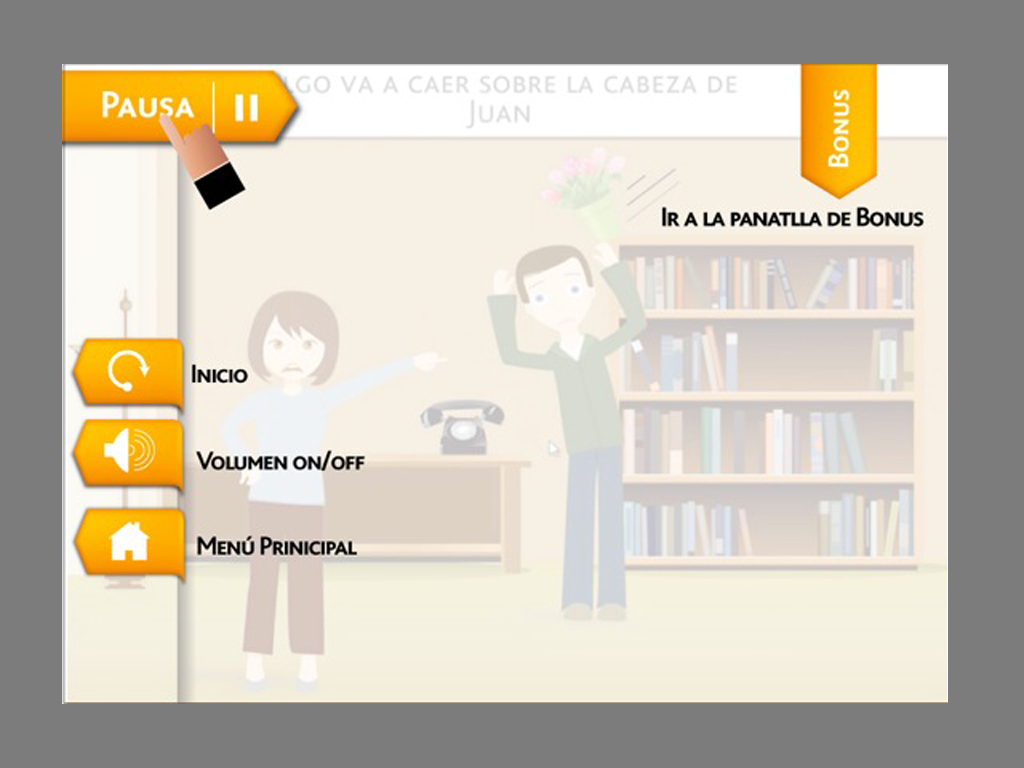 PAUSA
LGO VA A CAER SOBRE LA CABEZA DE
JUAN
BONUS
IR A LA PANATLLA DE BONUS
INICIO
VOLUMEN ON/OFF
MENÚ PRINICIPAL